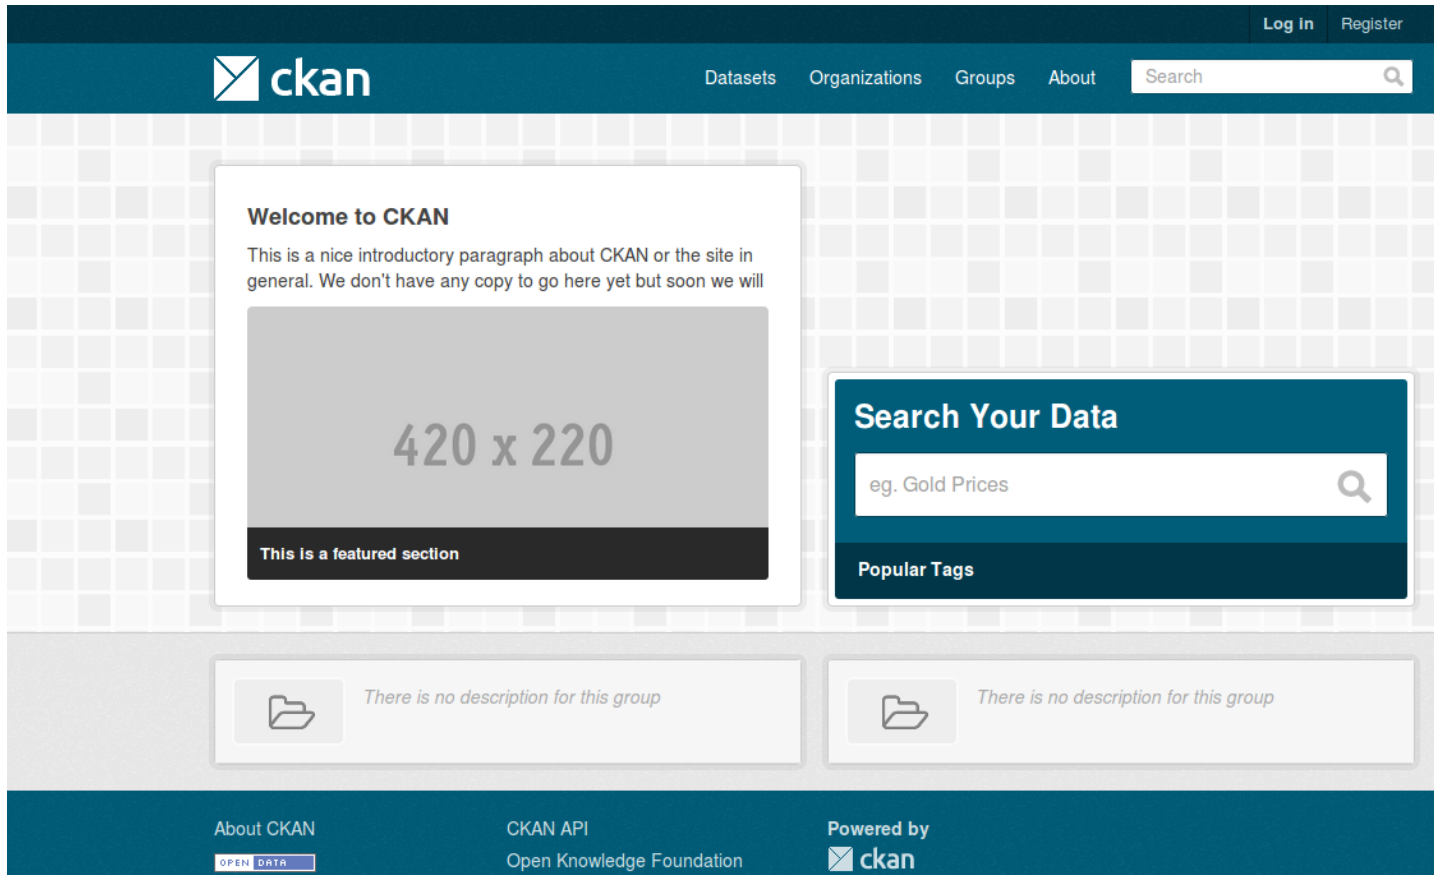 Log in Register
ckan
Datasets Organizations Groups About Search
Welcome to CKAN
This is a nice introductory paragraph about CKAN or the site in
general. We don't have any copy to go here yet but soon we will
420 x 220
This is a featured section
Search Your Data
eg. Gold Prices
Popular Tags
There is no description for this group
There is no description for this group
About CKAN
OPEN DATA
CKAN API
Open Knowledge Foundation
Powered by
ckan